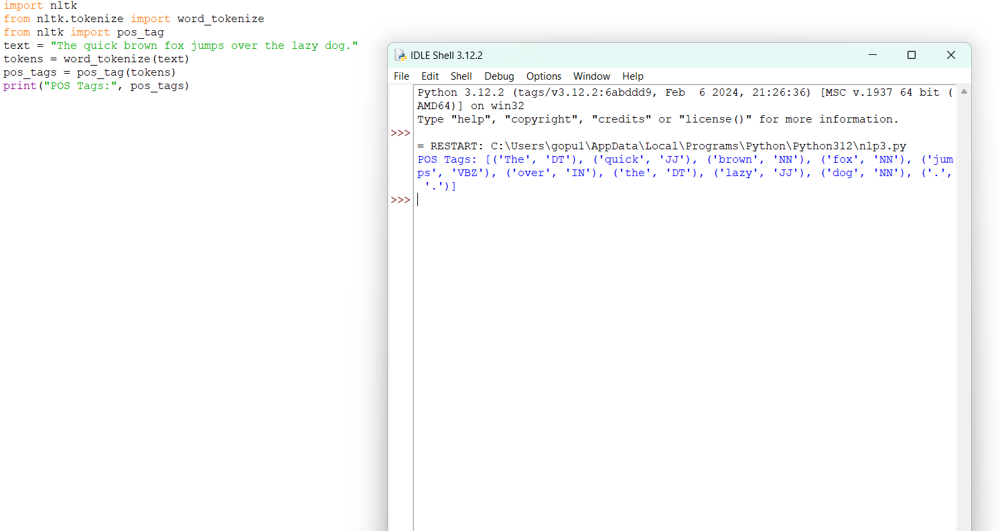 import nltk
from nltk.tokenize import word_tokenize
from nltk import pos_tag
text = "The quick brown fox jumps over the lazy dog."
tokens = word_tokenize(text)
pos_tags = pos_tag(tokens)
print("POS Tags:", pos_tags)
IDLE Shell 3.12.2
File Edit Shell Debug Options Window Help
Python 3.12.2 (tags/v3.12.2:6abddd9, Feb  6 2024, 21:26:36) [MSC v.1937 64 bit (
AMD64)] on win32
Type "help", "copyright", "credits" or "license()" for more information.
>>>
= RESTART: C:\Users\gopu1\AppData\Local\Programs\Python\Python312\nlp3.py
POS Tags: [('The', 'DT'), ('quick', 'JJ'), ('brown', 'NN'), ('fox', 'NN'), ('jum
ps', 'VBZ'), ('over', 'IN'), ('the', 'DT'), ('lazy', 'JJ'), ('dog', 'NN'), ('.',
 '.')]
>>>